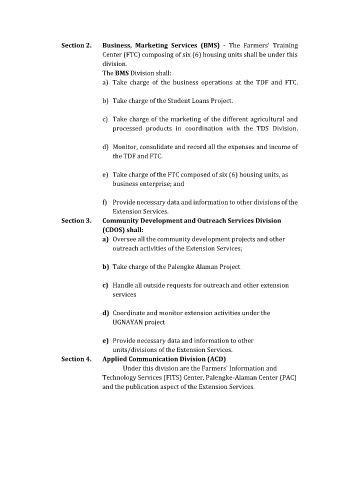 Section 2. Business, Marketing Services (BMS) - The Farmers' Training
Center (FTC) composing of six (6) housing units shall be under this
division.
The BMS Division shall:
a) Take charge of the business operations at the TDF and FTC.
b) Take charge of the Student Loans Project.
c) Take charge of the marketing of the different agricultural and
processed products in coordination with the TDS Division.
d) Monitor, consolidate and record all the expenses and income of
the TDF and FTC.
e) Take charge of the FTC composed of six (6) housing units, as
business enterprise; and
f) Provide necessary data and information to other divisions of the
Extension Services.
Section 3. Community Development and Outreach Services Division
(CDOS) shall:
a) Oversee all the community development projects and other
outreach activities of the Extension Services;
b) Take charge of the Palengke Alaman Project
c) Handle all outside requests for outreach and other extension
services
d) Coordinate and monitor extension activities under the
UGNAYAN project
e) Provide necessary data and information to other
units/divisions of the Extension Services.
Section 4. Applied Communication Division (ACD)
Under this division are the Farmers' Information and
Technology Services (FITS) Center, Palengke-Alaman Center (PAC)
and the publication aspect of the Extension Services.